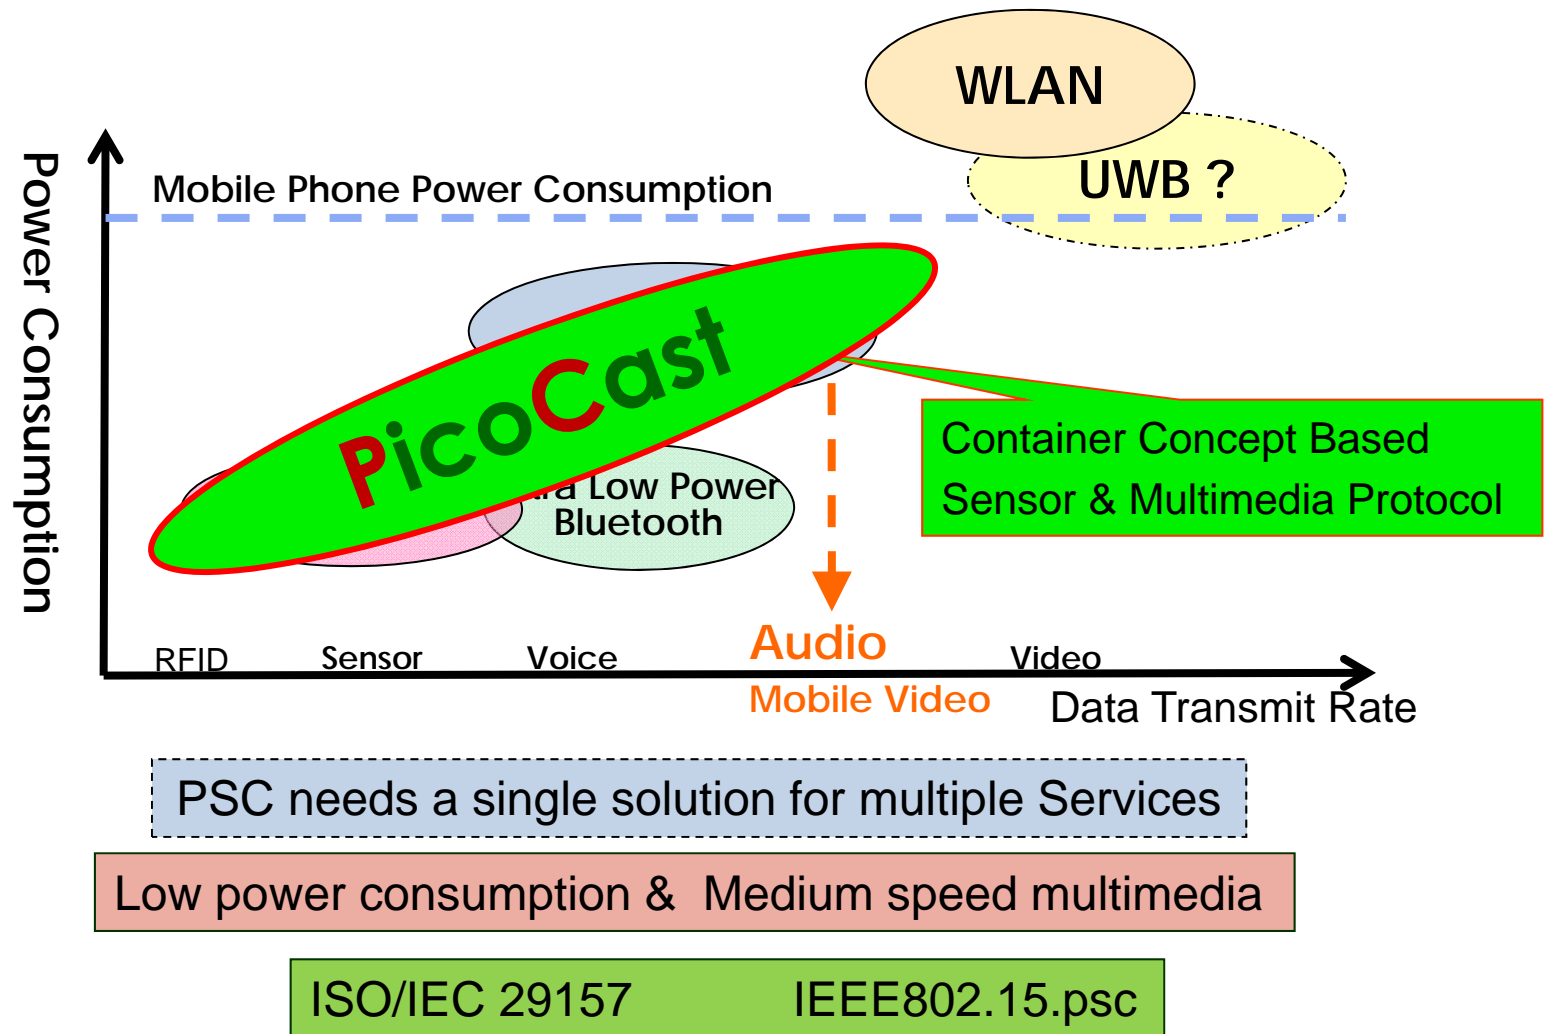 WLAN
UWB ?
Power Consumption
Mobile Phone Power Consumption
PicoCast
Low Power
Bluetooth
Container Concept Based
Sensor & Multimedia Protocol
RFID
Sensor
Voice
Audio
Video
Mobile Video
Data Transmit Rate
PSC needs a single solution for multiple Services
Low power consumption & Medium speed multimedia
ISO/IEC 29157 IEEE802.15.psc